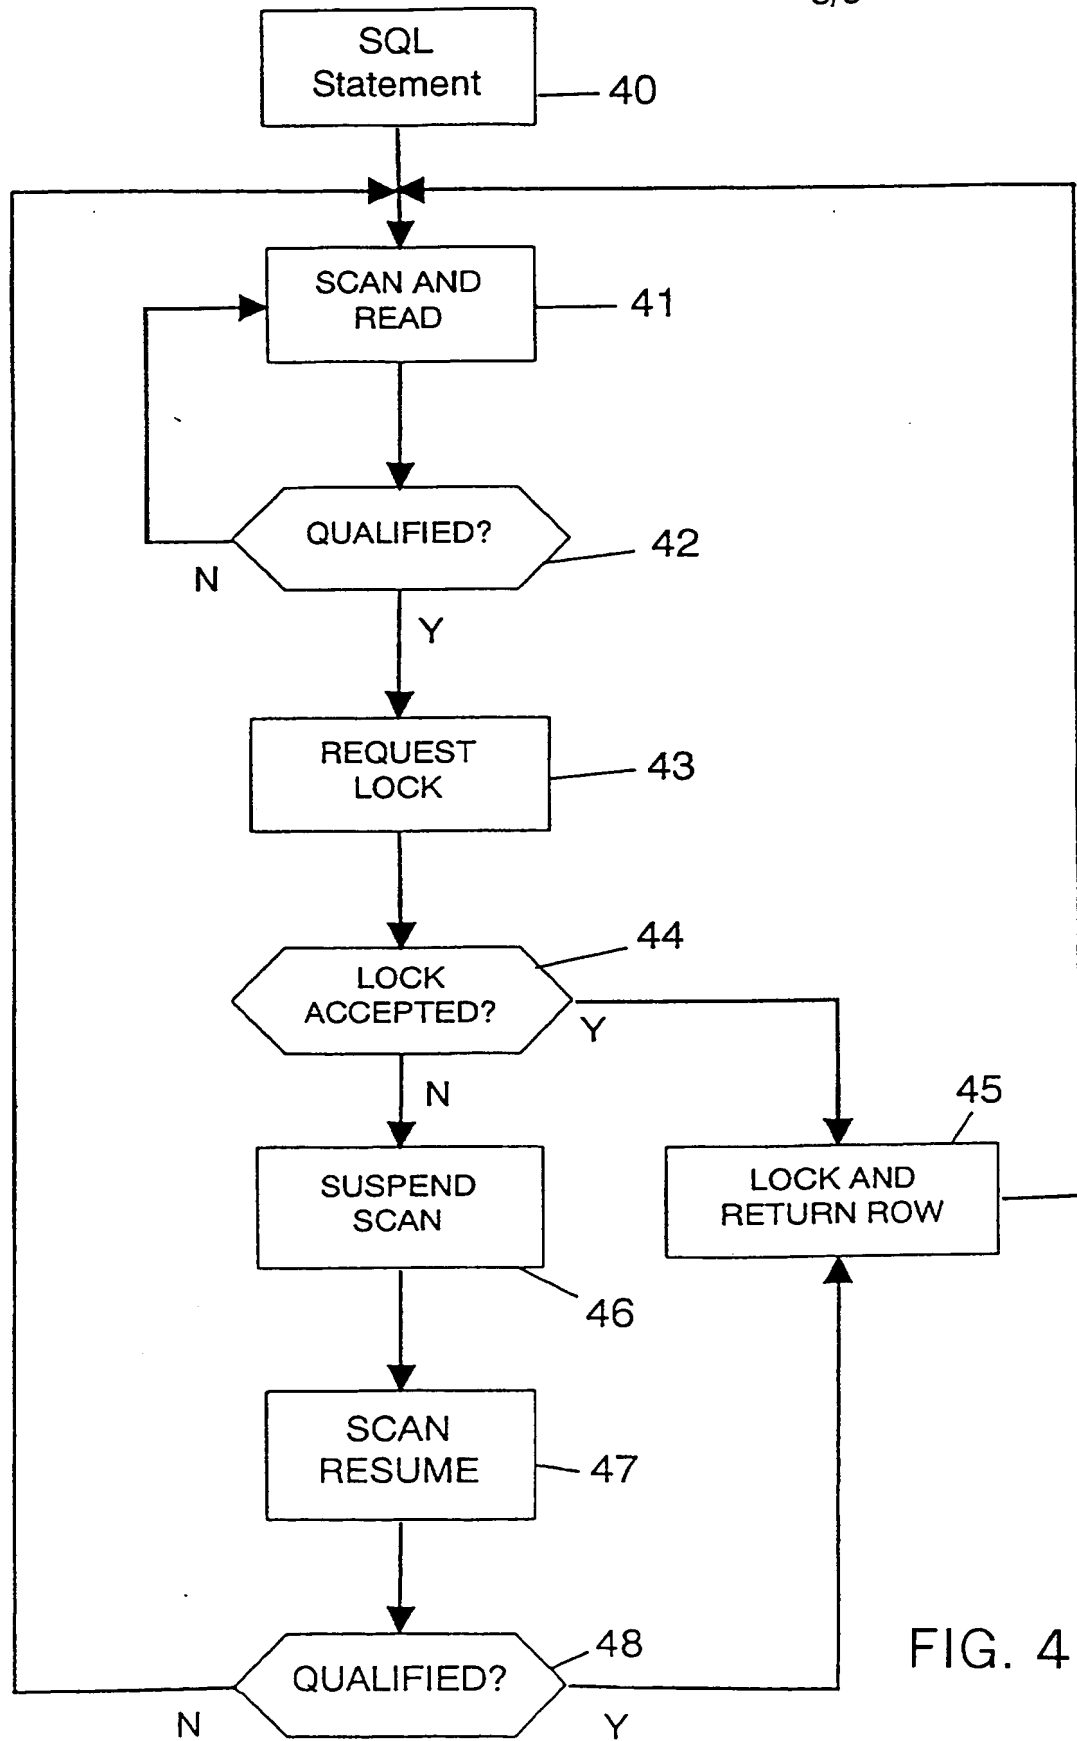 SQL
Statement
40
SCAN AND
READ
41
QUALIFIED?
42
N
Y
REQUEST
LOCK
43
44
LOCK
ACCEPTED?
Y
N
45
SUSPEND
SCAN
LOCK AND
RETURN ROW
46
SCAN
RESUME
47
48
QUALIFIED?
N
Y
FIG. 4